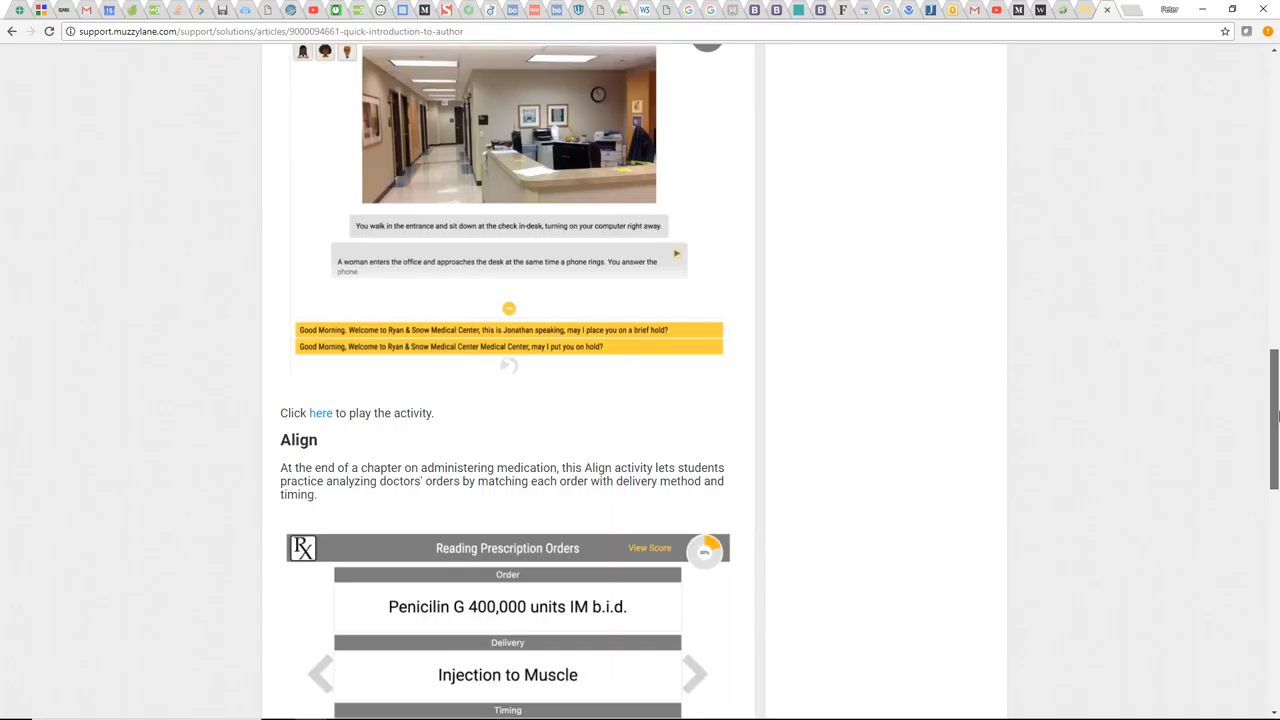 Peter
support.muzzylane.com/support/solutions/articles/9000094661-quick-introduction-to-author
You walk in the entrance and sit down at the check in-desk, turning on your computer right away.
A woman enters the office and approaches the desk at the same time a phone rings. You answer the
phone.
Good Morning. Welcome to Ryan & Snow Medical Center, this is Jonathan speaking, may I place you on a brief hold?
Good Morning, Welcome to Ryan & Snow Medical Center Medical Center, may I put you on hold?
Click here to play the activity.
Align
At the end of a chapter on administering medication, this Align activity lets students
practice analyzing doctors' orders by matching each order with delivery method and
timing.
Rx
Reading Prescription Orders
View Score
20%
Order
Penicilin G 400,000 units IM b.i.d.
Delivery
Injection to Muscle
Timing